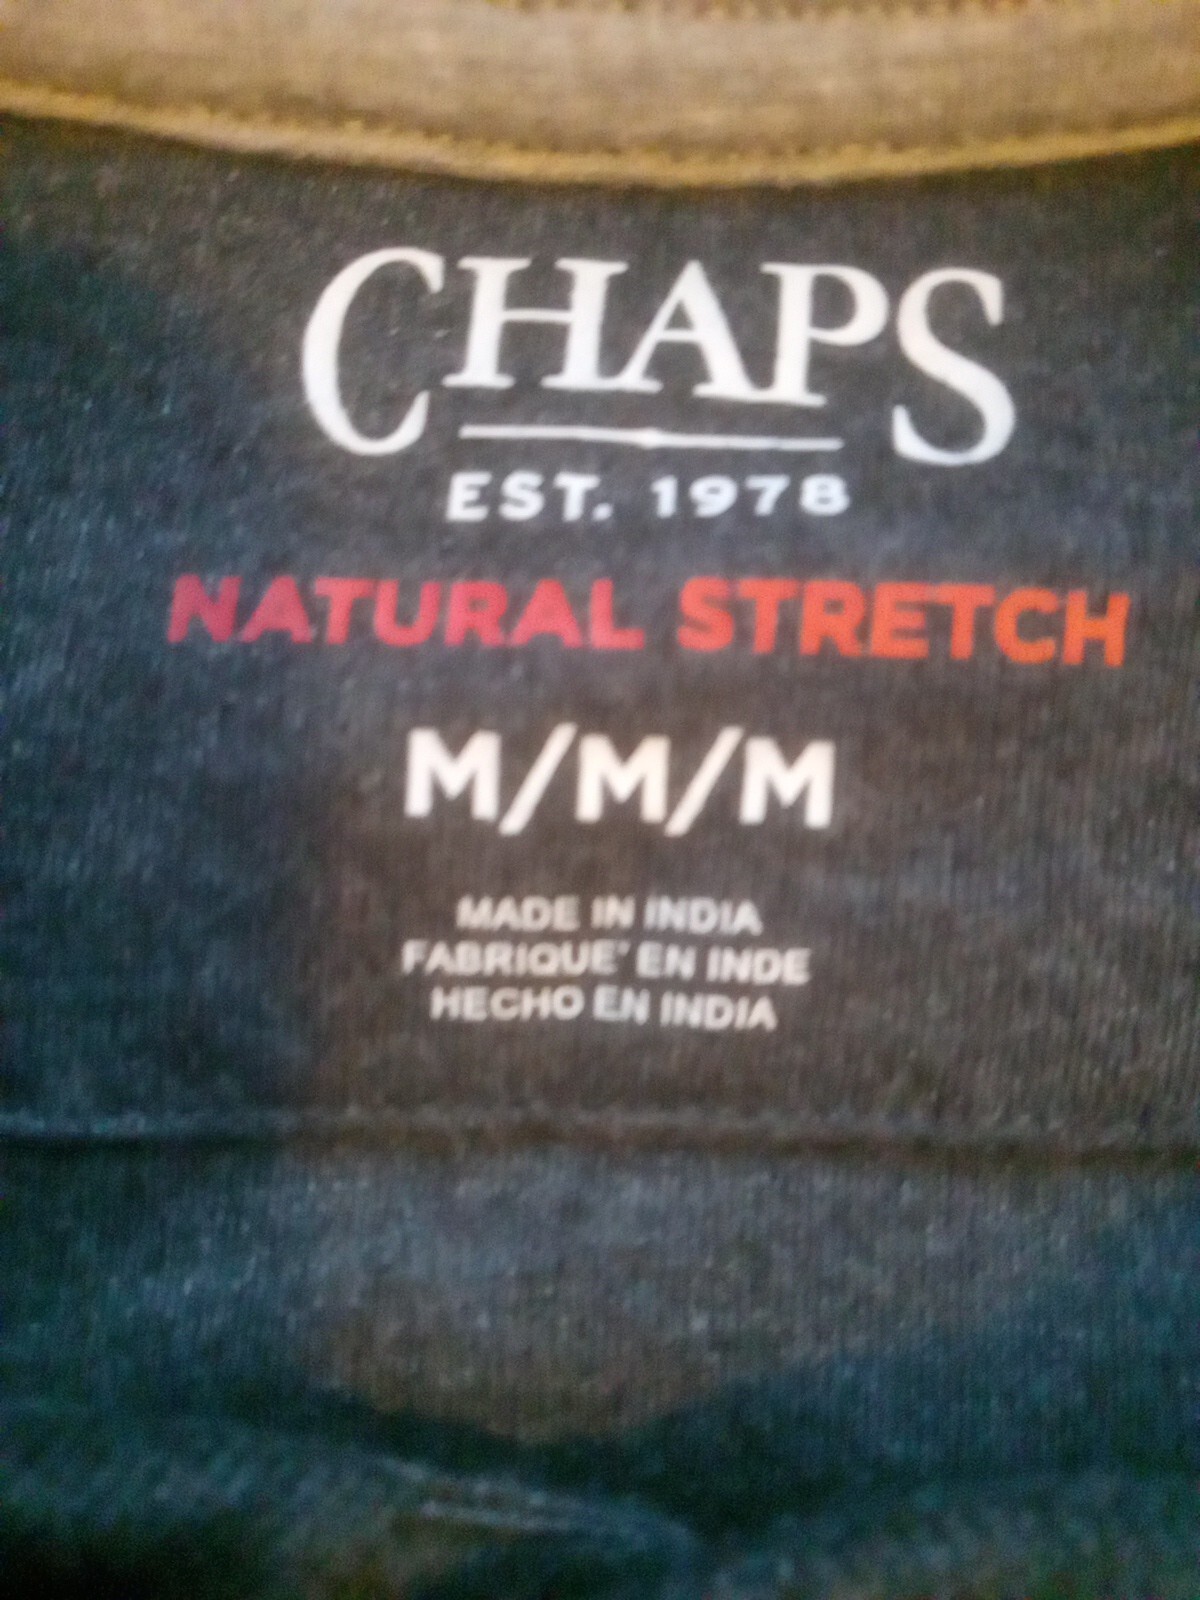 CHAPS
EST. 1978
NATURAL STRETCH
M/M/M
MADE IN INDIA
FABRIQUE' EN INDE
HECHO EN INDIA